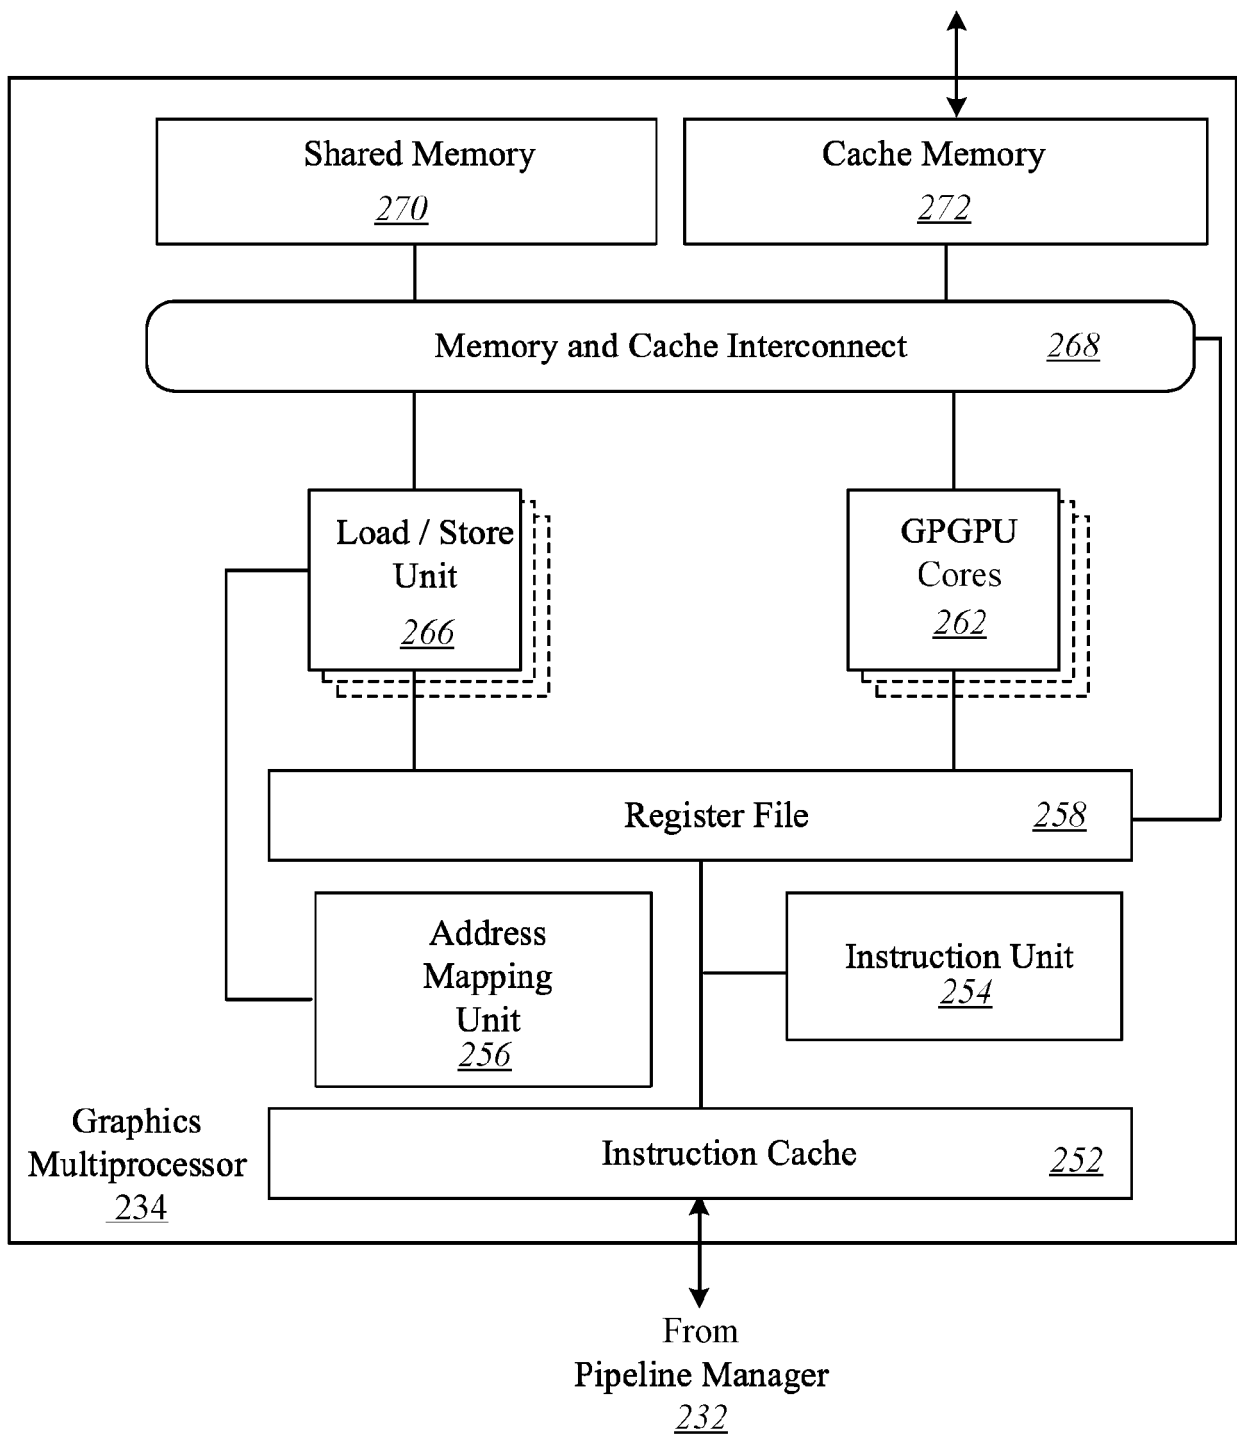 Shared Memory
270
Cache Memory
272
Memory and Cache Interconnect 268
Load / Store
Unit
266
GPGPU
Cores
262
Register File 258
Address
Mapping
Unit
256
Instruction Unit
254
Graphics
Multiprocessor
234
Instruction Cache 252
From
Pipeline Manager
232